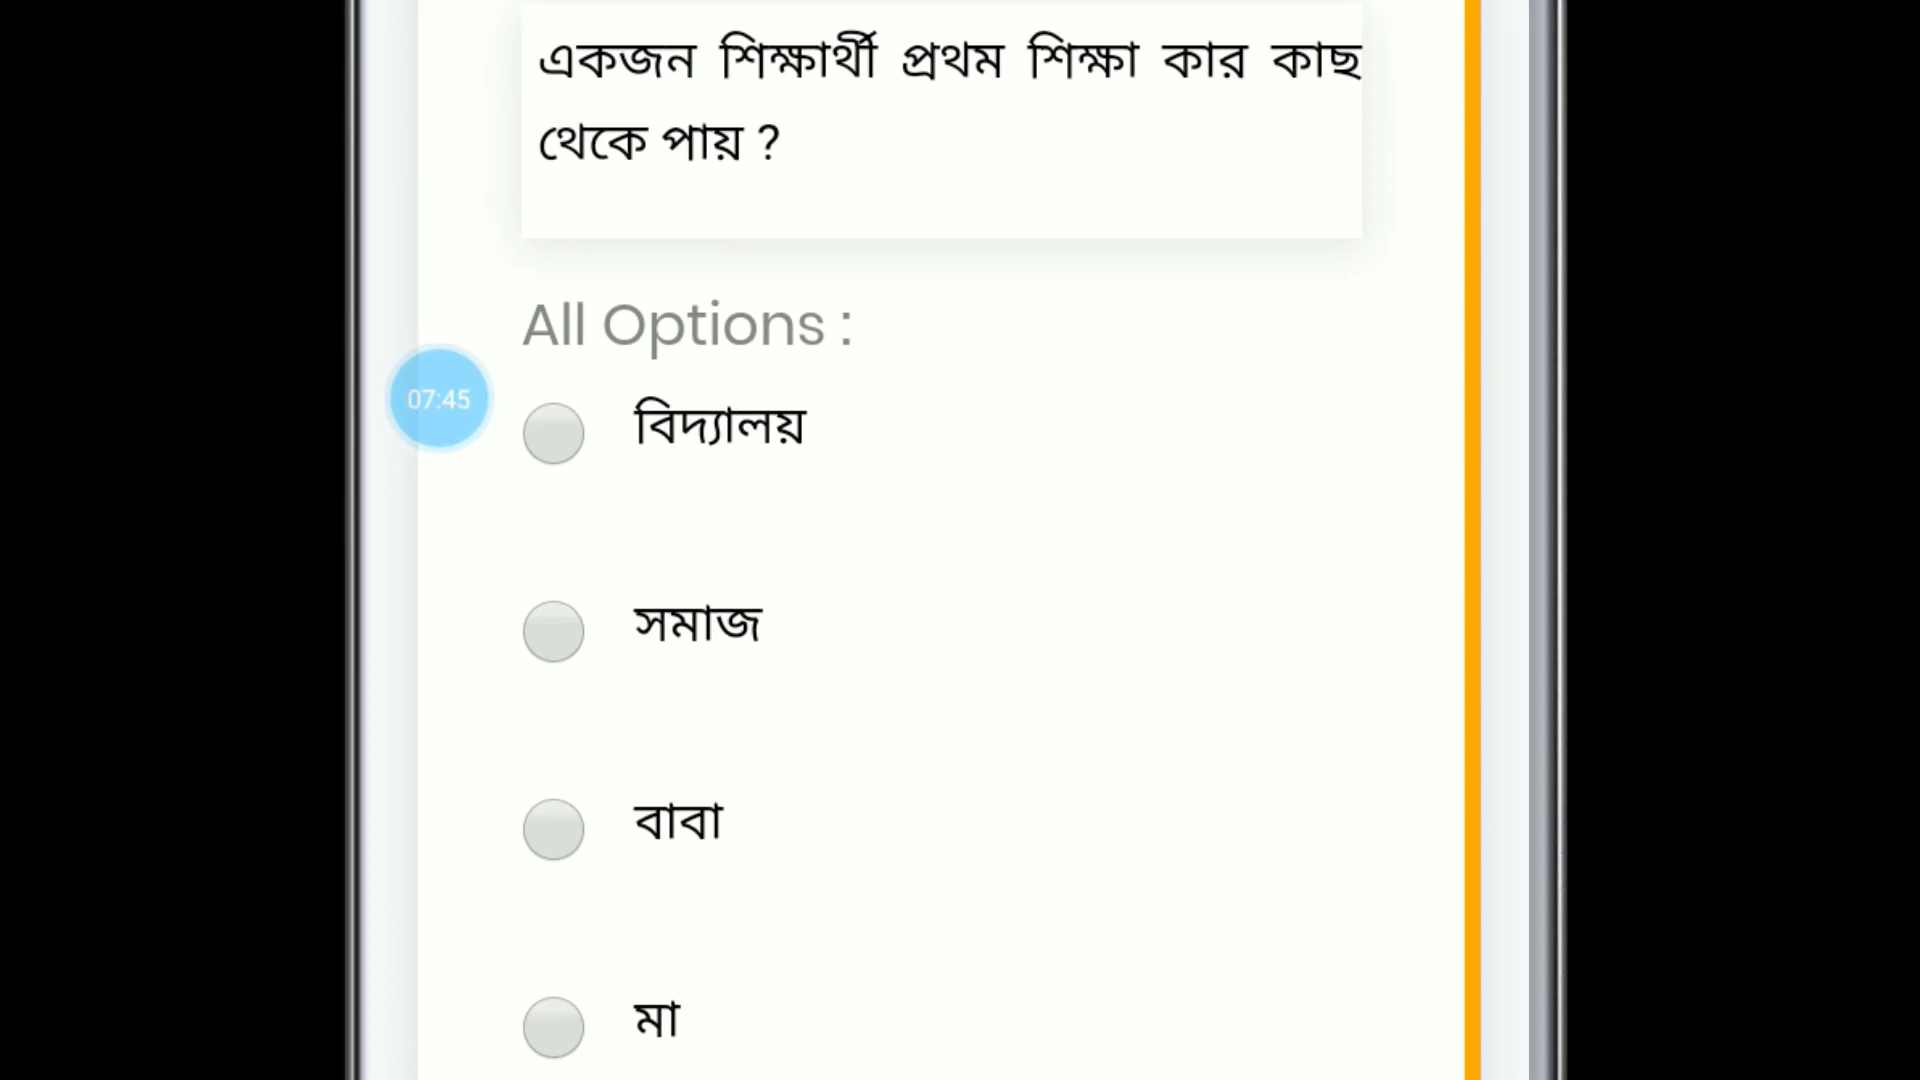 একজন শিক্ষার্থী প্রথম শিক্ষা কার কাছ
থেকে পায় ?
All Options :
07:45
বিদ্যালয়
সমাজ
বাবা
মা